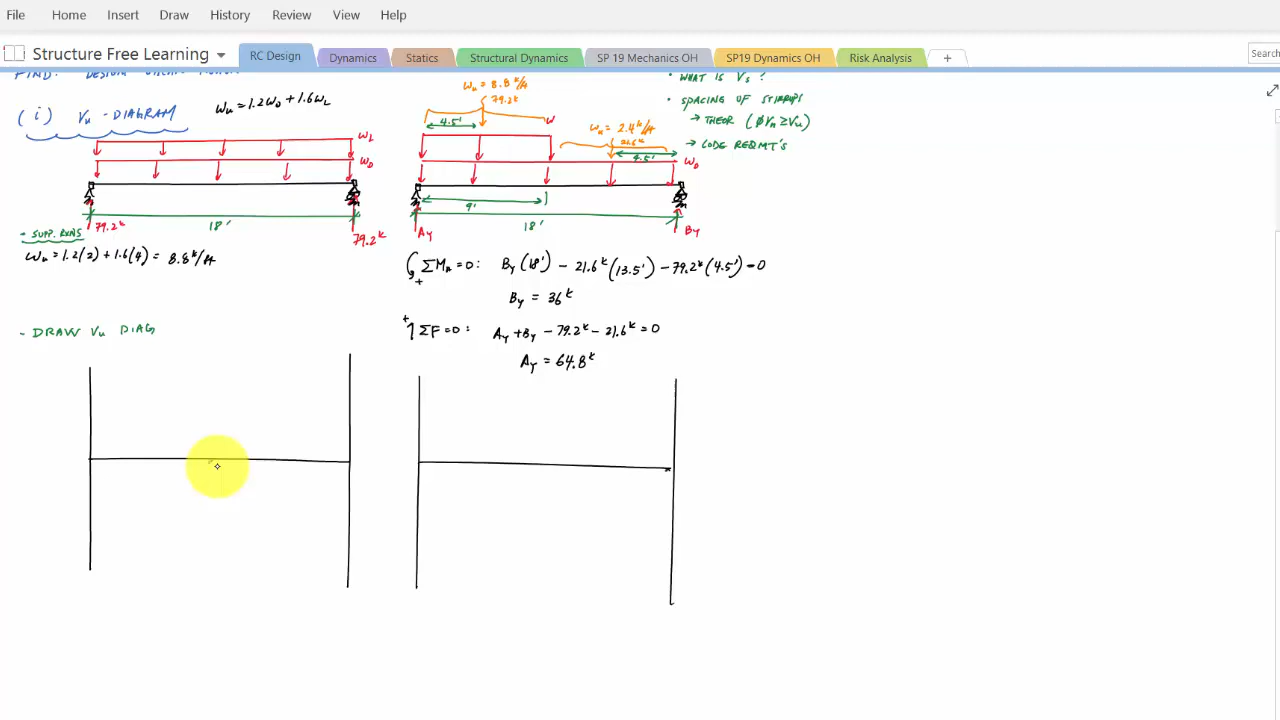 File Home Insert Draw History Review View Help
Structure Free Learning
RC Design Dynamics Statics Structural Dynamics SP 19 Mechanics OH SP19 Dynamics OH Risk Analysis +
Search
FIND:
(i) Vu - DIAGRAM
Wu = 1.2WD + 1.6WL
WL
WD
79.2k
18'
79.2k
- SUPP. RXNS
Wu = 1.2(2) + 1.6(4) = 8.8 k/ft
- DRAW Vu DIAG
Wu = 8.8 k/ft
79.2k
4.5'
W
Wu = 2.4 k/ft
21.6k
4.5'
WD
9'
18'
Ay
By
+ ΣMA = 0: By (18') - 21.6k (13.5') - 79.2k (4.5') = 0
By = 36k
+↑ ΣF = 0: Ay + By - 79.2k - 21.6k = 0
Ay = 64.8k
• WHAT IS Vs ?
• SPACING OF STIRRUPS
→ THEOR (ϕVn ≥ Vu)
→ CODE REQMT'S